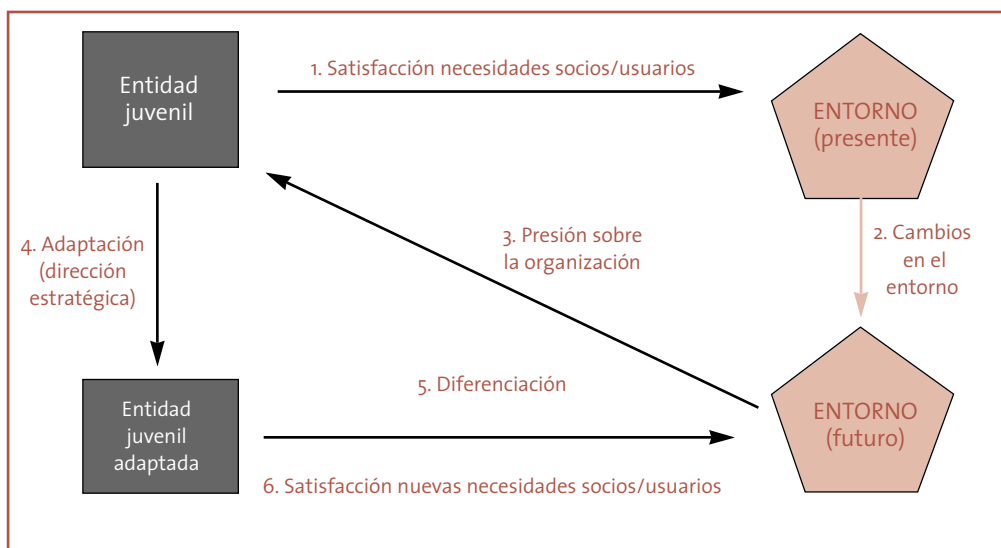 Entidad
juvenil
1. Satisfacción necesidades socios/usuarios
ENTORNO
(presente)
4. Adaptación
(dirección
estratégica)
3. Presión sobre
la organización
2. Cambios
en el
entorno
Entidad
juvenil
adaptada
5. Diferenciación
6. Satisfacción nuevas necesidades socios/usuarios
ENTORNO
(futuro)